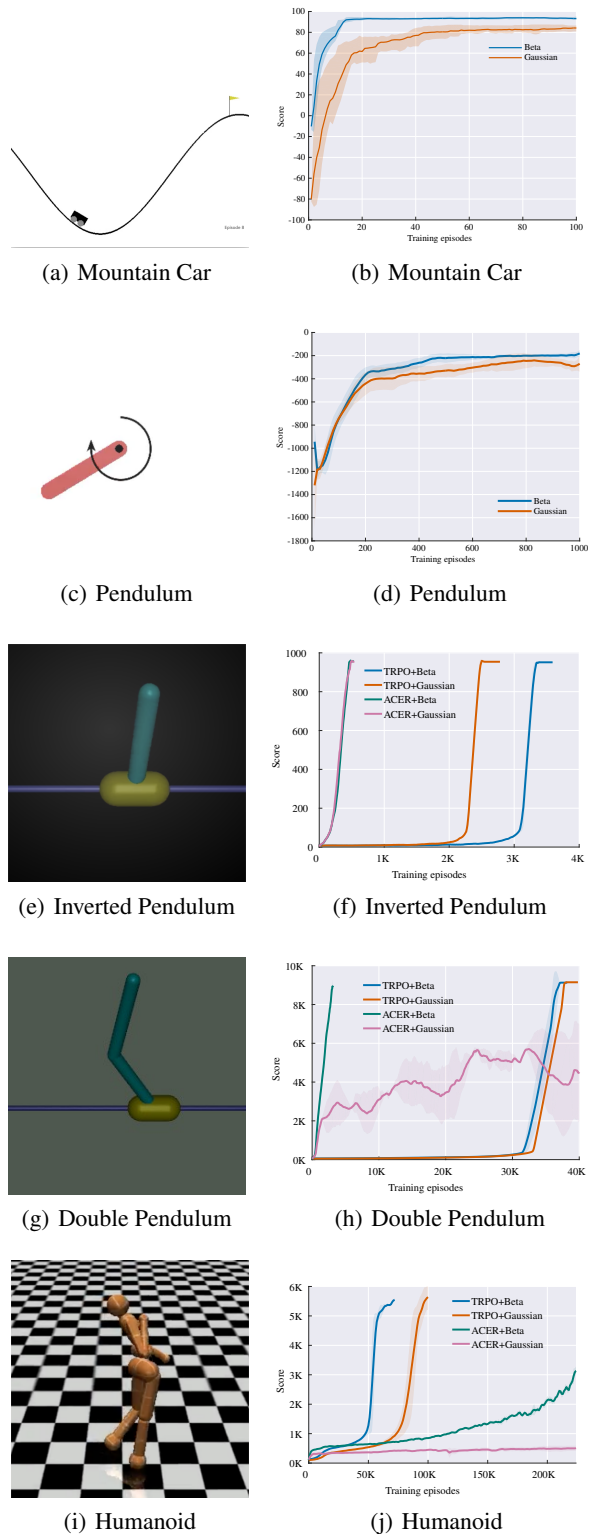 Episode 8
(a) Mountain Car
100
80
60
40
20
0
-20
-40
-60
-80
-100
Score
0 20 40 60 80 100
Training episodes
Beta
Gaussian
(b) Mountain Car
(c) Pendulum
0
-200
-400
-600
-800
-1000
-1200
-1400
-1600
-1800
Score
0 200 400 600 800 1000
Training episodes
Beta
Gaussian
(d) Pendulum
(e) Inverted Pendulum
1000
800
600
400
200
0
Score
0 1K 2K 3K 4K
Training episodes
TRPO+Beta
TRPO+Gaussian
ACER+Beta
ACER+Gaussian
(f) Inverted Pendulum
(g) Double Pendulum
10K
8K
6K
4K
2K
0K
Score
0 10K 20K 30K 40K
Training episodes
TRPO+Beta
TRPO+Gaussian
ACER+Beta
ACER+Gaussian
(h) Double Pendulum
(i) Humanoid
6K
5K
4K
3K
2K
1K
0K
Score
50K 100K 150K 200K
Training episodes
TRPO+Beta
TRPO+Gaussian
ACER+Beta
ACER+Gaussian
(j) Humanoid